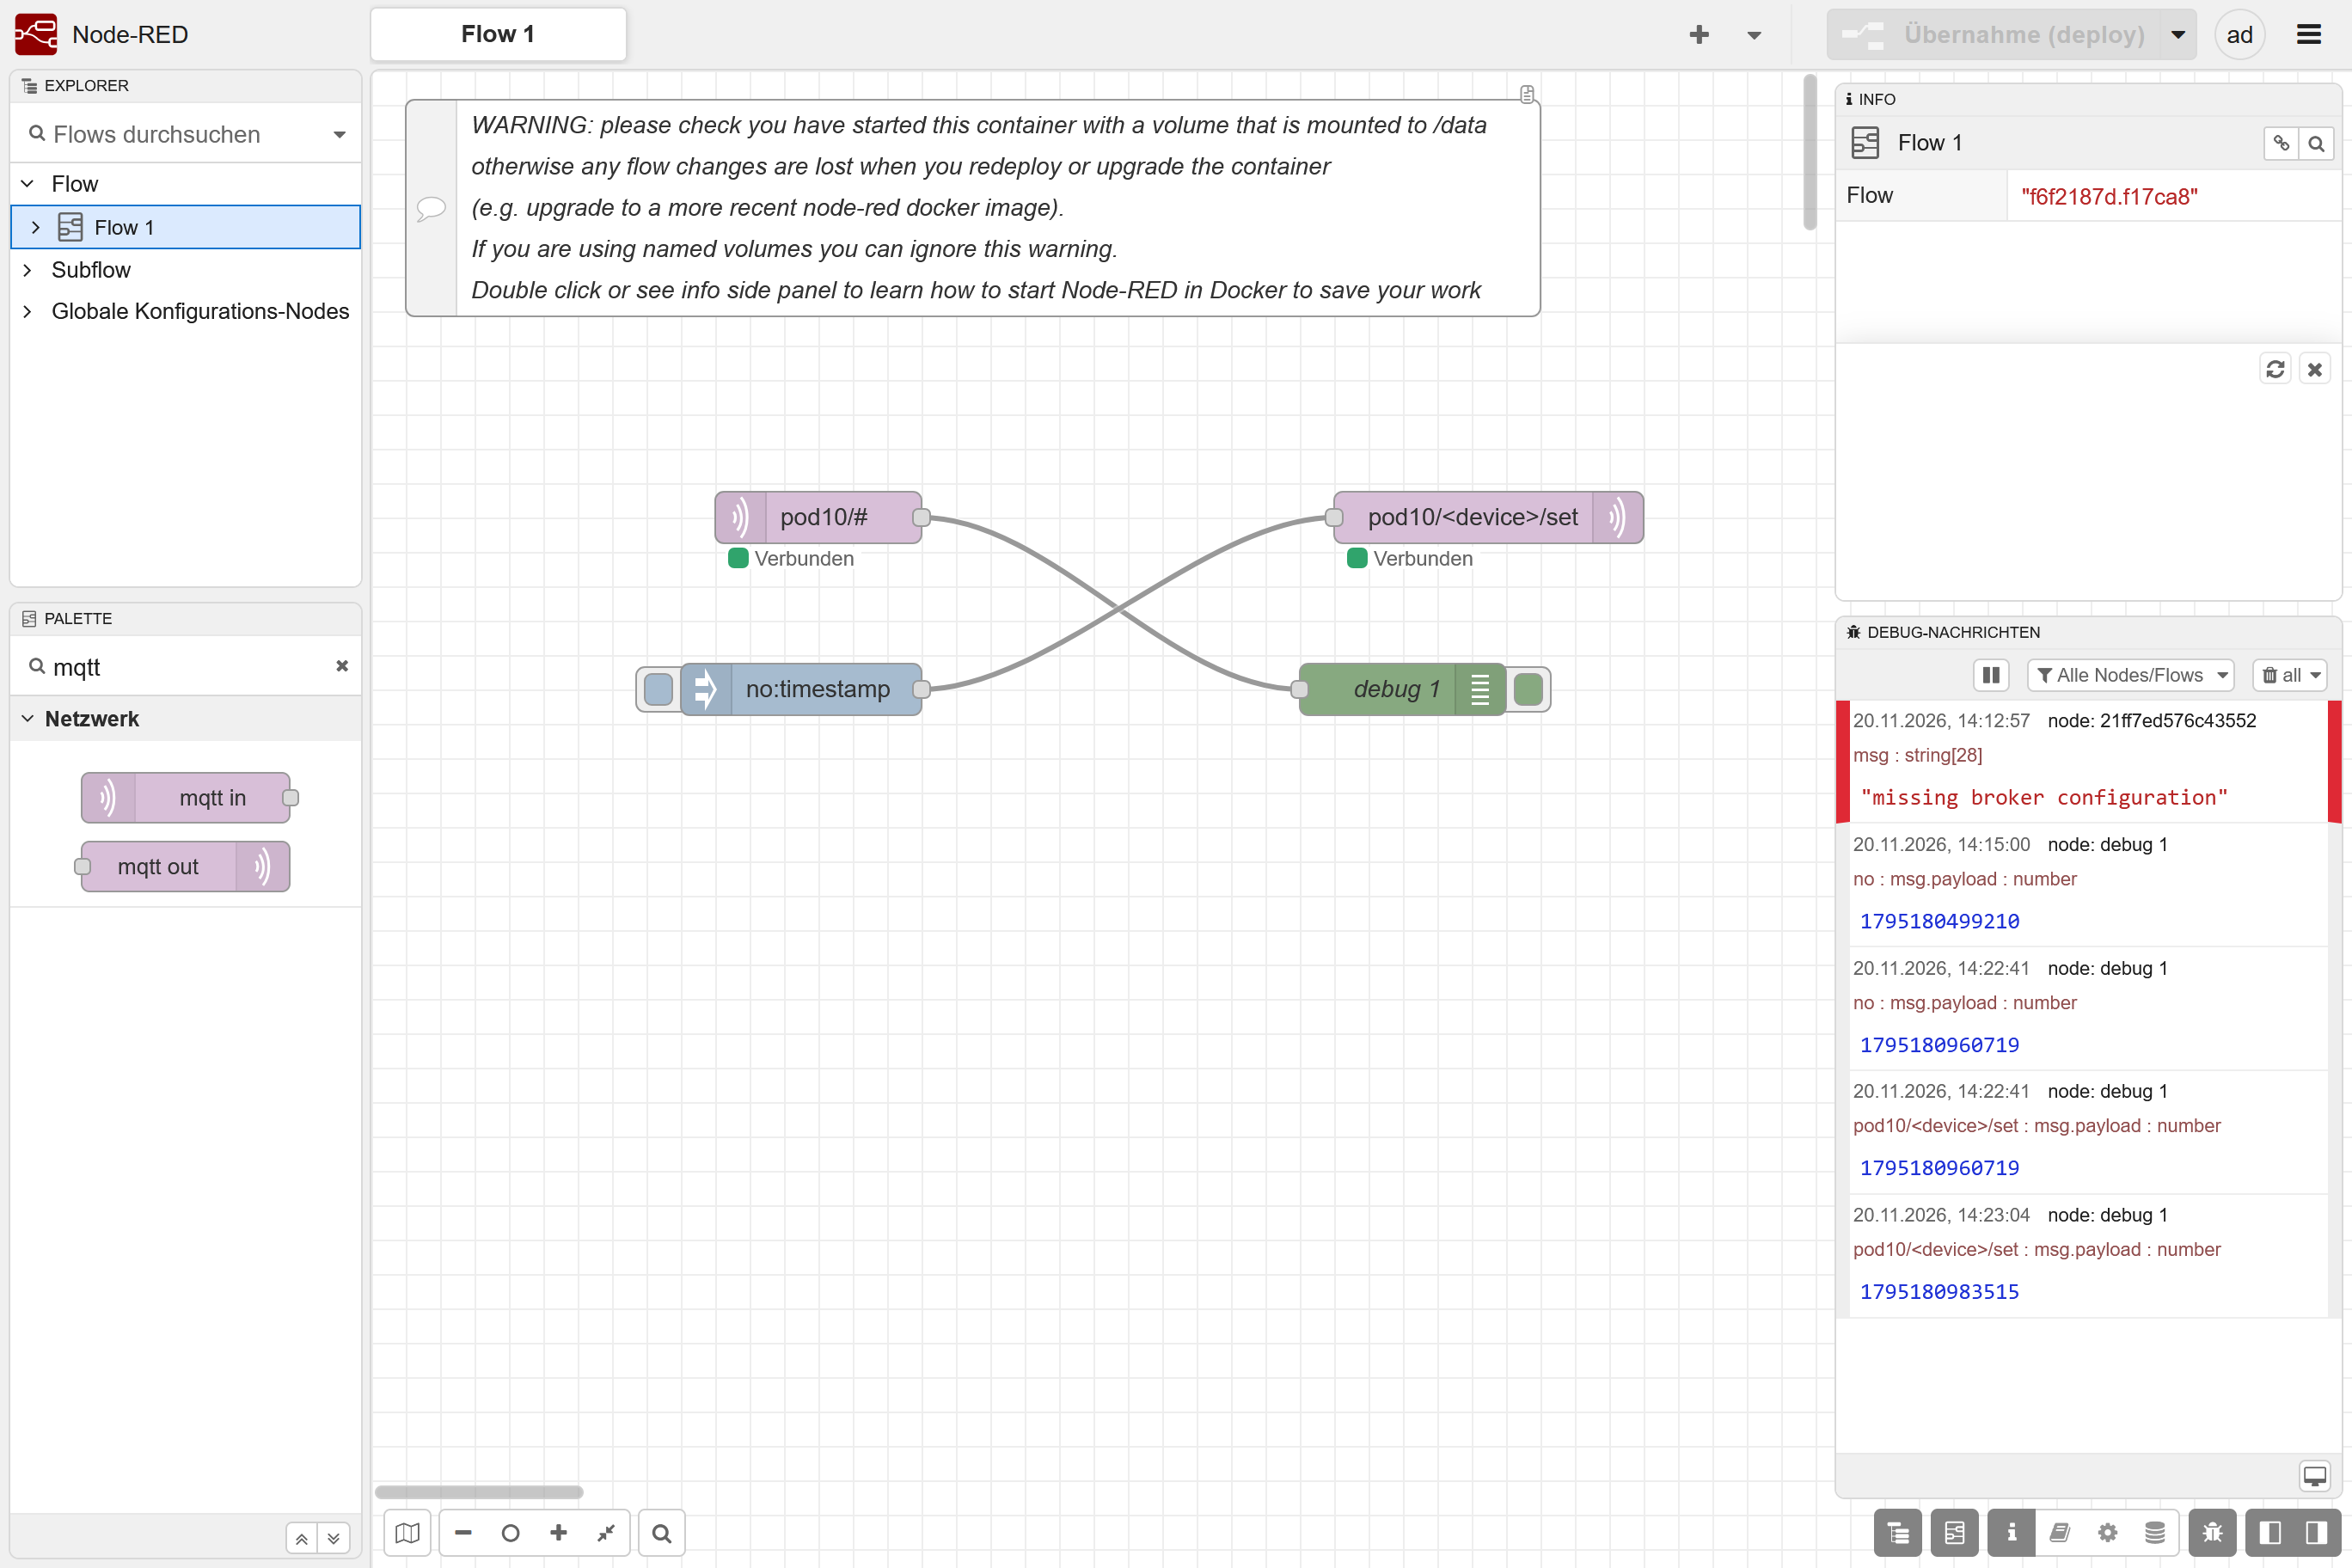 Node-RED
Flow 1
Übernahme (deploy)
ad
EXPLORER
Flows durchsuchen
Flow
Flow 1
Subflow
Globale Konfigurations-Nodes
PALETTE
mqtt
Netzwerk
mqtt in
mqtt out
WARNING: please check you have started this container with a volume that is mounted to /data
otherwise any flow changes are lost when you redeploy or upgrade the container
(e.g. upgrade to a more recent node-red docker image).
If you are using named volumes you can ignore this warning.
Double click or see info side panel to learn how to start Node-RED in Docker to save your work
pod10/#
Verbunden
pod10/<device>/set
Verbunden
no:timestamp
debug 1
INFO
Flow 1
Flow "f6f2187d.f17ca8"
DEBUG-NACHRICHTEN
Alle Nodes/Flows all
20.11.2026, 14:12:57 node: 21ff7ed576c43552
msg : string[28]
"missing broker configuration"
20.11.2026, 14:15:00 node: debug 1
no : msg.payload : number
1795180499210
20.11.2026, 14:22:41 node: debug 1
no : msg.payload : number
1795180960719
20.11.2026, 14:22:41 node: debug 1
pod10/<device>/set : msg.payload : number
1795180960719
20.11.2026, 14:23:04 node: debug 1
pod10/<device>/set : msg.payload : number
1795180983515